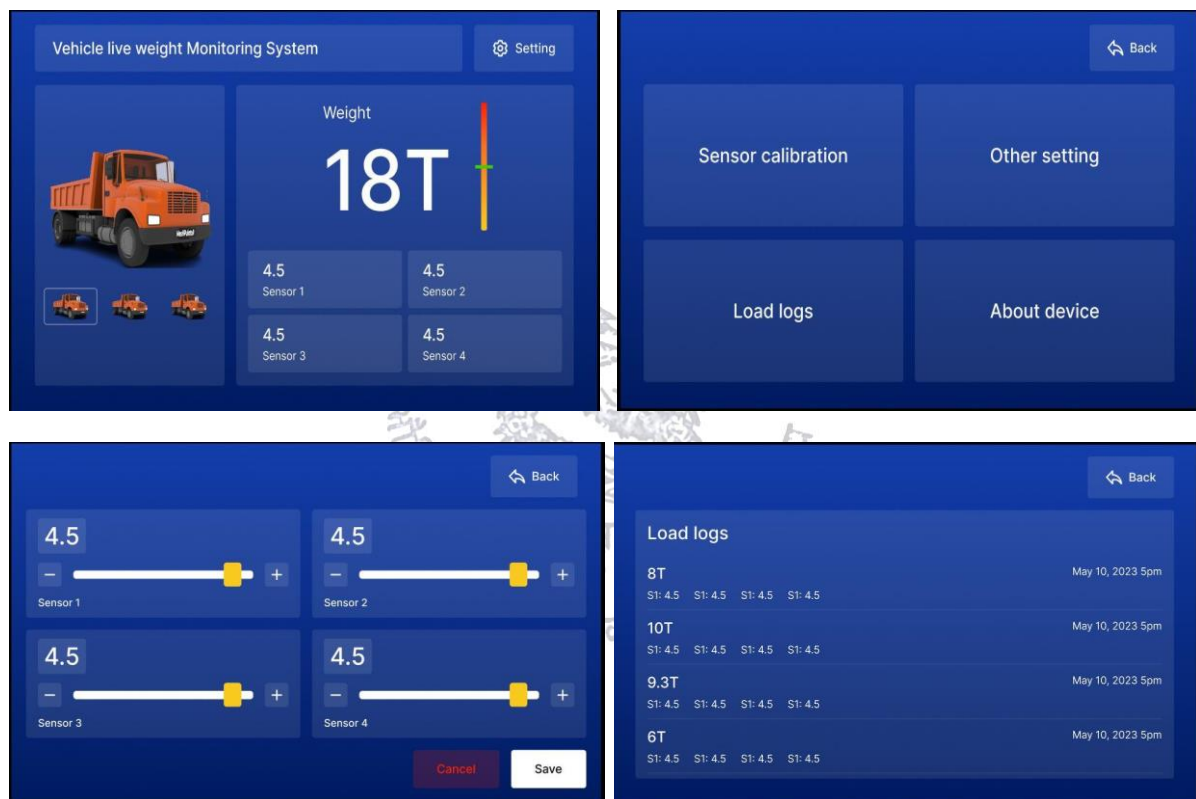 Vehicle live weight Monitoring System
Setting
Weight
18T
4.5
Sensor 1
4.5
Sensor 2
4.5
Sensor 3
4.5
Sensor 4
Back
Sensor calibration
Other setting
Load logs
About device
Back
4.5
− +
Sensor 1
4.5
− +
Sensor 2
4.5
− +
Sensor 3
4.5
− +
Sensor 4
Cancel
Save
Back
Load logs
8T May 10, 2023 5pm
S1: 4.5 S1: 4.5 S1: 4.5 S1: 4.5
10T May 10, 2023 5pm
S1: 4.5 S1: 4.5 S1: 4.5 S1: 4.5
9.3T May 10, 2023 5pm
S1: 4.5 S1: 4.5 S1: 4.5 S1: 4.5
6T May 10, 2023 5pm
S1: 4.5 S1: 4.5 S1: 4.5 S1: 4.5